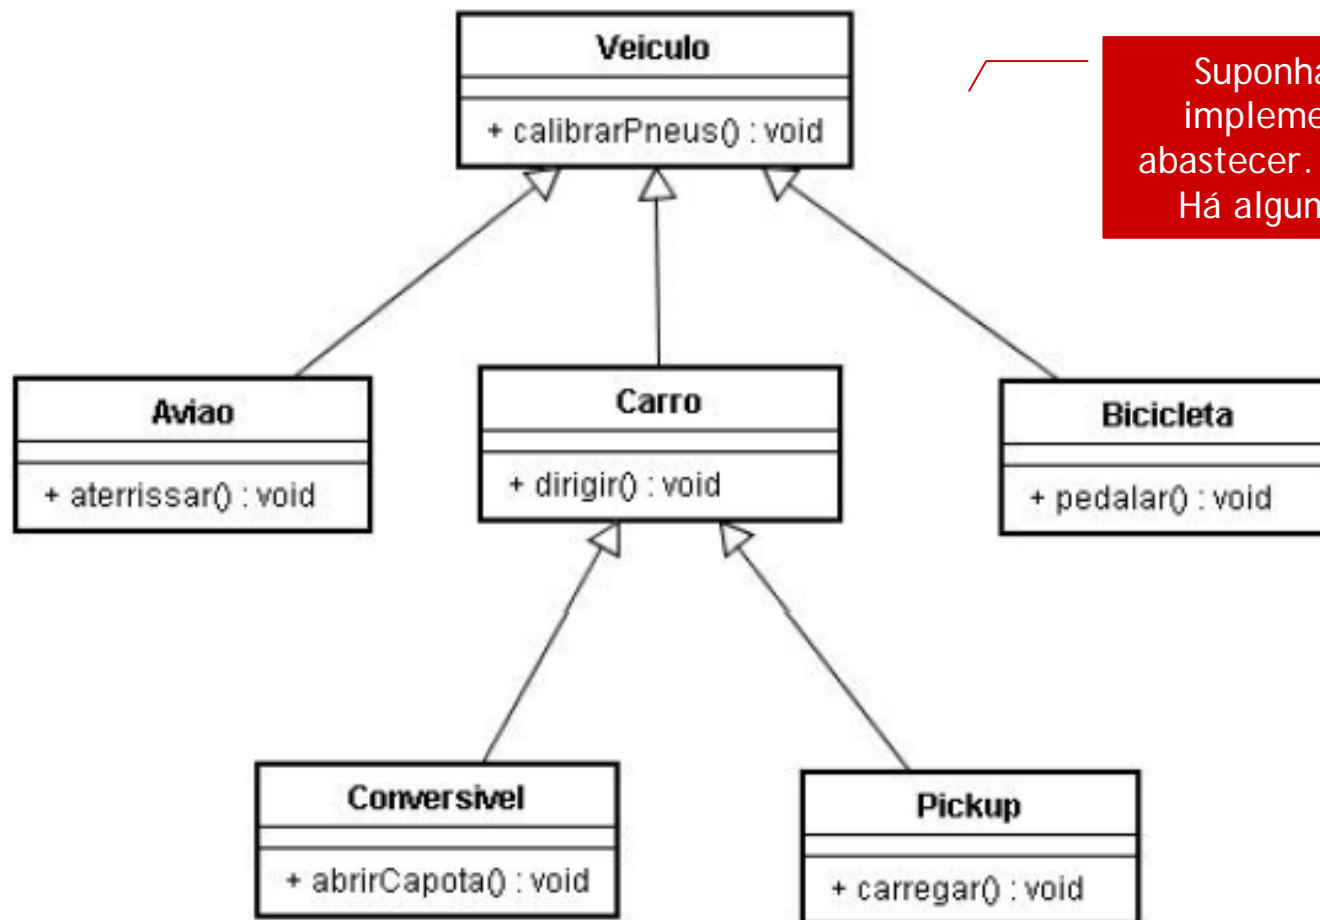 Veiculo
+ calibrarPneus() : void
Suponha
impleme
abastecer.
Há algum
Aviao
+ aterrissar() : void
Carro
+ dirigir() : void
Bicicleta
+ pedalar() : void
Conversivel
+ abrirCapota() : void
Pickup
+ carregar() : void